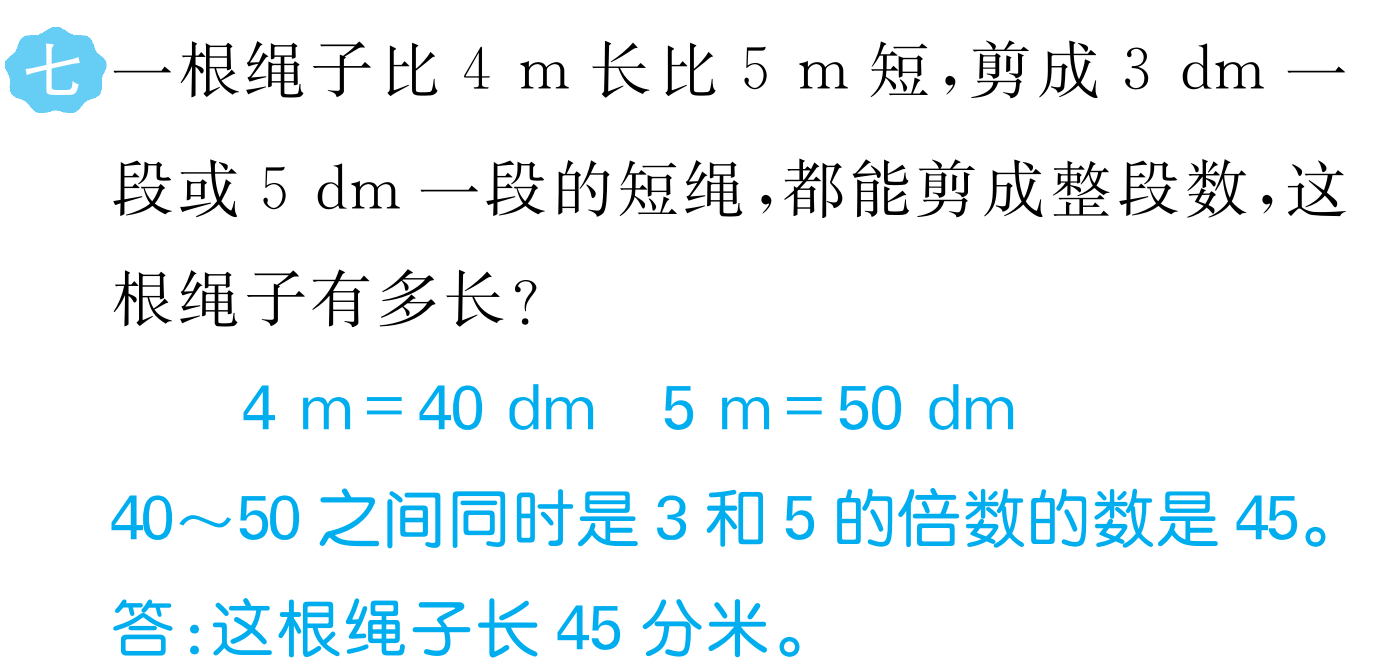 七 一根绳子比 4 m 长比 5 m 短,剪成 3 dm 一
段或 5 dm 一段的短绳,都能剪成整段数,这
根绳子有多长?
4 m=40 dm 5 m=50 dm
40～50 之间同时是 3 和 5 的倍数的数是 45。
答:这根绳子长 45 分米。